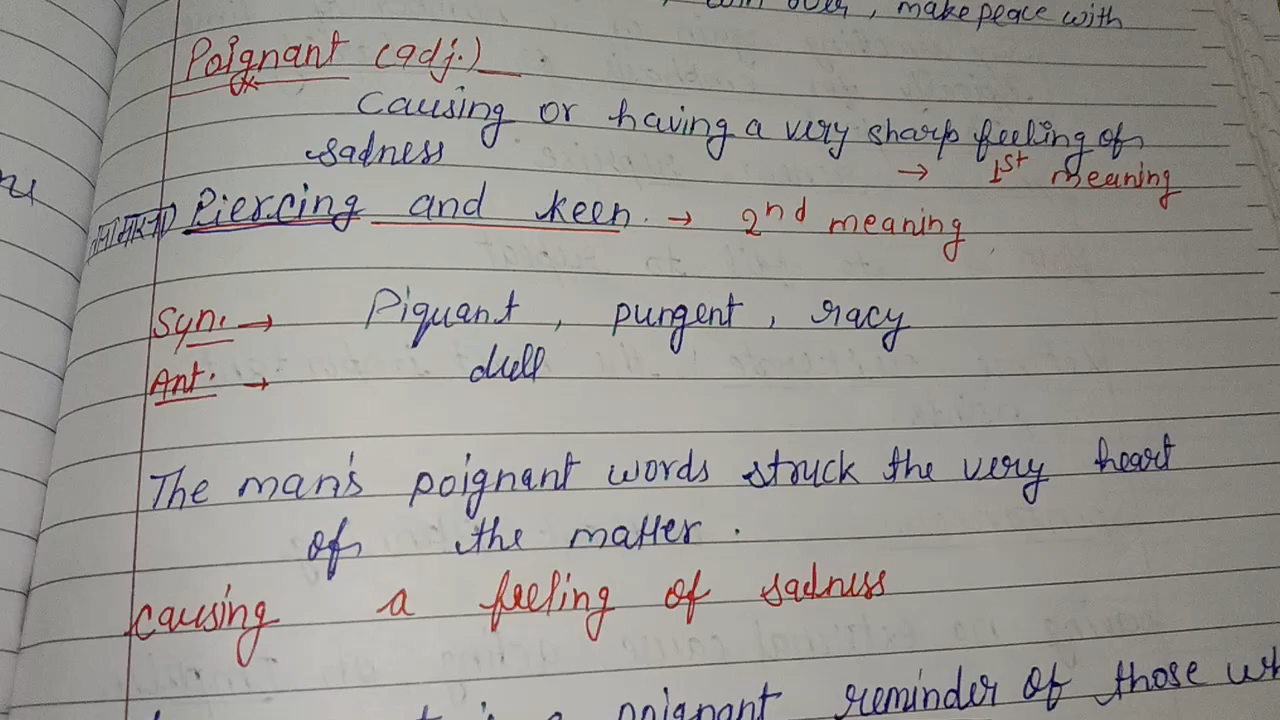 over, make peace with
Poignant (adj.)
Causing or having a very sharp feeling of
sadness
→ 1st meaning
Piercing and keen. → 2nd meaning
Syn. → Piquant, pungent, racy
Ant. → dull
The man's poignant words struck the very heart
of the matter.
causing a feeling of sadness
a poignant reminder of those